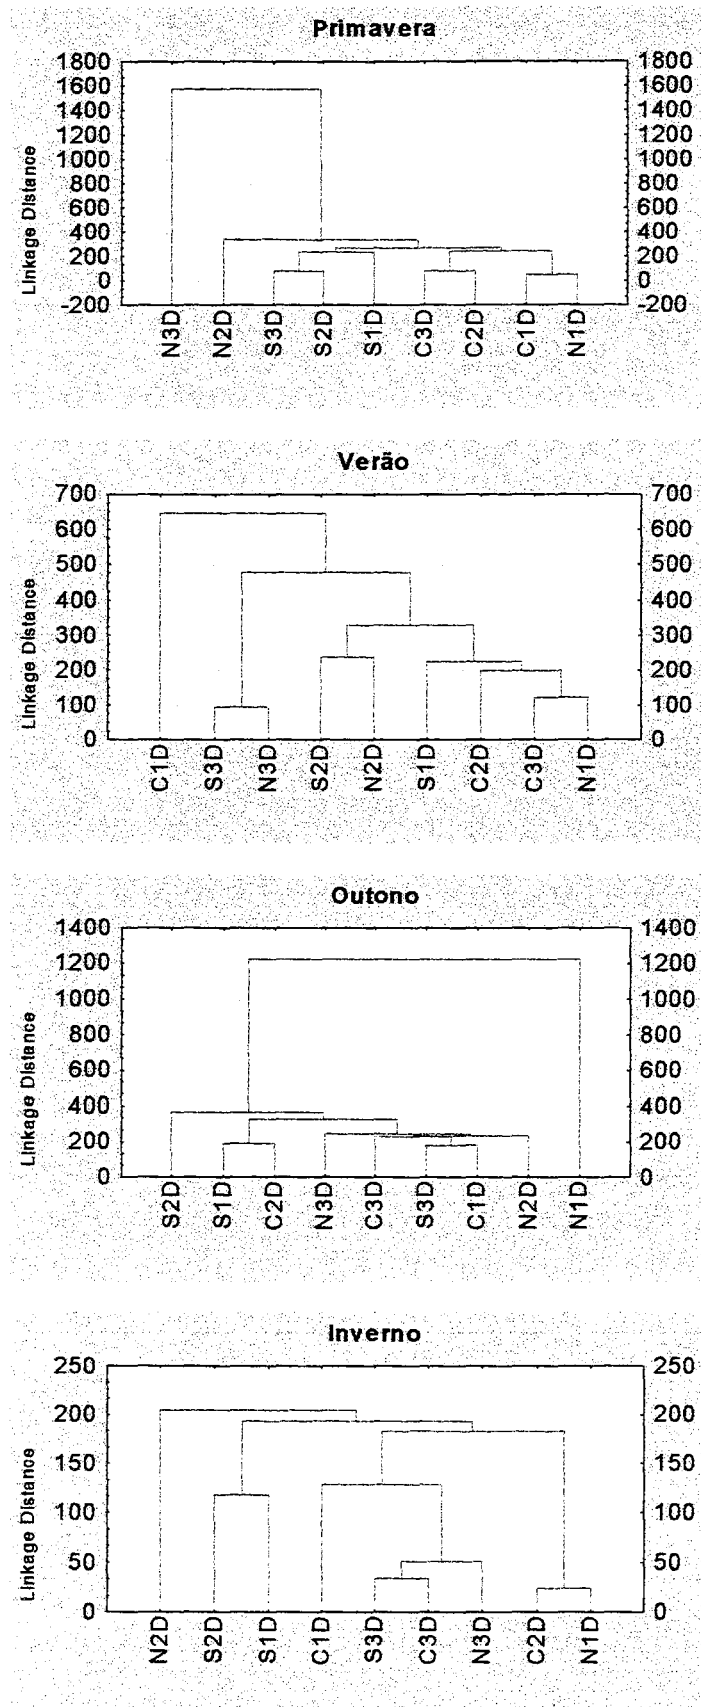 Primavera
1800 1800
1600 1600
1400 1400
1200 1200
1000 1000
800 800
600 600
400 400
200 200
0 0
-200 -200
Linkage Distance
N3D N2D S3D S2D S1D C3D C2D C1D N1D
Verão
700 700
600 600
500 500
400 400
300 300
200 200
100 100
0 0
Linkage Distance
C1D S3D N3D S2D N2D S1D C2D C3D N1D
Outono
1400 1400
1200 1200
1000 1000
800 800
600 600
400 400
200 200
0 0
Linkage Distance
S2D S1D C2D N3D C3D S3D C1D N2D N1D
Inverno
250 250
200 200
150 150
100 100
50 50
0 0
Linkage Distance
N2D S2D S1D C1D S3D C3D N3D C2D N1D